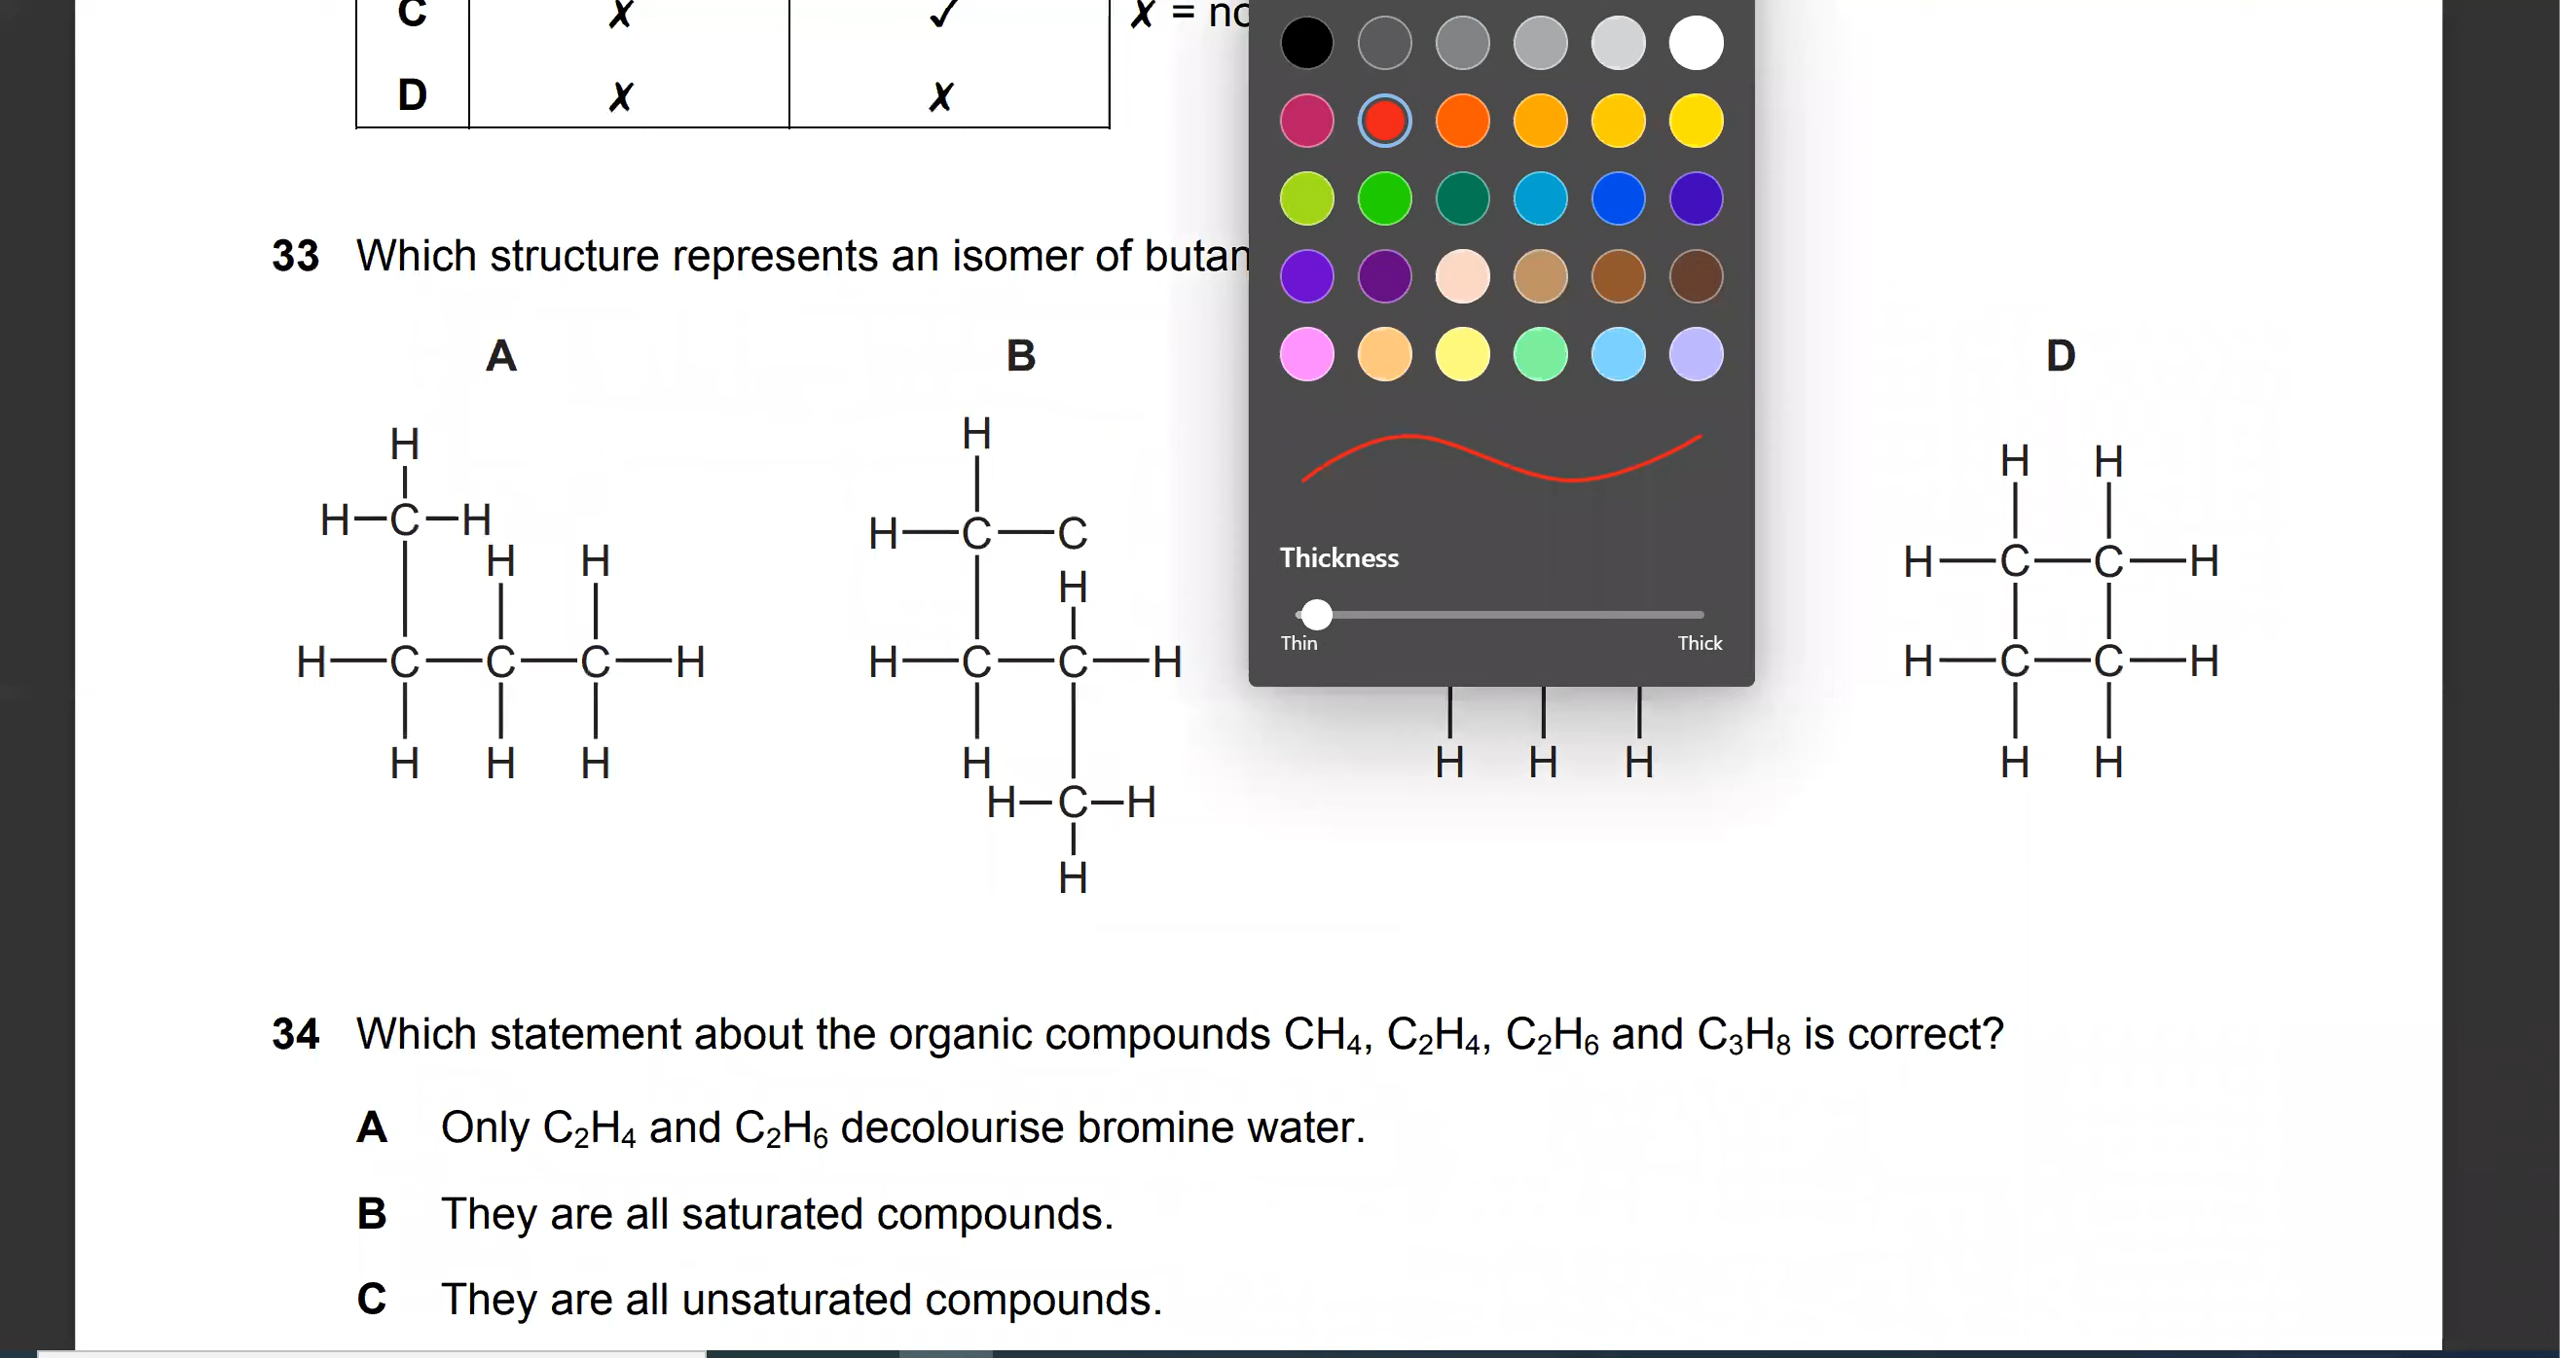 C ✗ ✓ ✗ = no
D ✗ ✗
33 Which structure represents an isomer of butan
A B D
H
H H H
H C H
H H H C C
H H H C C H
H
H C C C H H C C H H C C H
H H H H H H H H H
H C H
H
Thickness
Thin Thick
34 Which statement about the organic compounds CH₄, C₂H₄, C₂H₆ and C₃H₈ is correct?
A Only C₂H₄ and C₂H₆ decolourise bromine water.
B They are all saturated compounds.
C They are all unsaturated compounds.